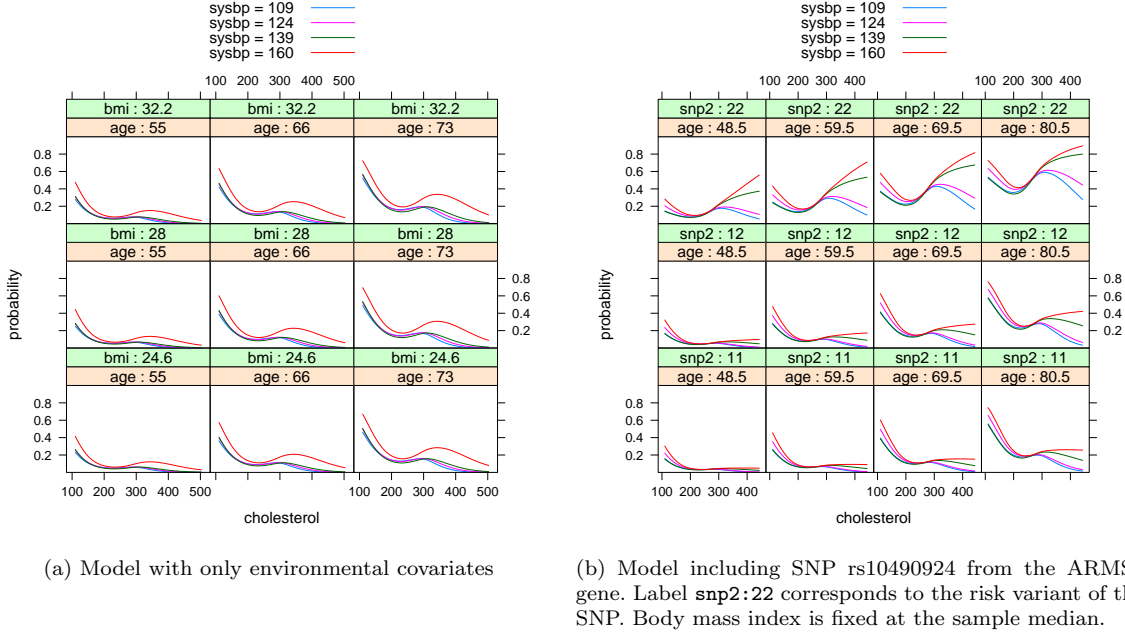 sysbp = 109
sysbp = 124
sysbp = 139
sysbp = 160
100 200 300 400 500
bmi : 32.2 bmi : 32.2 bmi : 32.2
age : 55 age : 66 age : 73
0.8
0.6
0.4
0.2
bmi : 28 bmi : 28 bmi : 28
age : 55 age : 66 age : 73
0.8
0.6
0.4
0.2
bmi : 24.6 bmi : 24.6 bmi : 24.6
age : 55 age : 66 age : 73
0.8
0.6
0.4
0.2
100 200 300 400 500 100 200 300 400 500
probability
cholesterol
(a) Model with only environmental covariates
sysbp = 109
sysbp = 124
sysbp = 139
sysbp = 160
100 200 300 400 100 200 300 400
snp2 : 22 snp2 : 22 snp2 : 22 snp2 : 22
age : 48.5 age : 59.5 age : 69.5 age : 80.5
0.8
0.6
0.4
0.2
snp2 : 12 snp2 : 12 snp2 : 12 snp2 : 12
age : 48.5 age : 59.5 age : 69.5 age : 80.5
0.8
0.6
0.4
0.2
snp2 : 11 snp2 : 11 snp2 : 11 snp2 : 11
age : 48.5 age : 59.5 age : 69.5 age : 80.5
0.8
0.6
0.4
0.2
100 200 300 400 100 200 300 400
probability
cholesterol
(b) Model including SNP rs10490924 from the ARMS
gene. Label snp2:22 corresponds to the risk variant of th
SNP. Body mass index is fixed at the sample median.